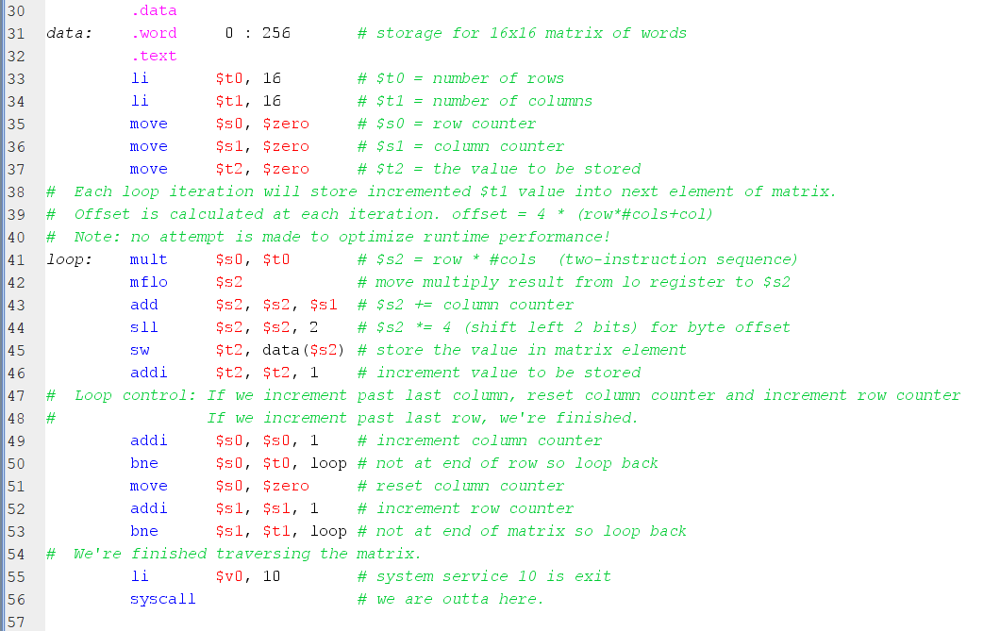 30 .data
31 data: .word 0 : 256 # storage for 16x16 matrix of words
32 .text
33 li $t0, 16 # $t0 = number of rows
34 li $t1, 16 # $t1 = number of columns
35 move $s0, $zero # $s0 = row counter
36 move $s1, $zero # $s1 = column counter
37 move $t2, $zero # $t2 = the value to be stored
38 # Each loop iteration will store incremented $t1 value into next element of matrix.
39 # Offset is calculated at each iteration. offset = 4 * (row*#cols+col)
40 # Note: no attempt is made to optimize runtime performance!
41 loop: mult $s0, $t0 # $s2 = row * #cols (two-instruction sequence)
42 mflo $s2 # move multiply result from lo register to $s2
43 add $s2, $s2, $s1 # $s2 += column counter
44 sll $s2, $s2, 2 # $s2 *= 4 (shift left 2 bits) for byte offset
45 sw $t2, data($s2) # store the value in matrix element
46 addi $t2, $t2, 1 # increment value to be stored
47 # Loop control: If we increment past last column, reset column counter and increment row counter
48 # If we increment past last row, we're finished.
49 addi $s0, $s0, 1 # increment column counter
50 bne $s0, $t0, loop # not at end of row so loop back
51 move $s0, $zero # reset column counter
52 addi $s1, $s1, 1 # increment row counter
53 bne $s1, $t1, loop # not at end of matrix so loop back
54 # We're finished traversing the matrix.
55 li $v0, 10 # system service 10 is exit
56 syscall # we are outta here.
57